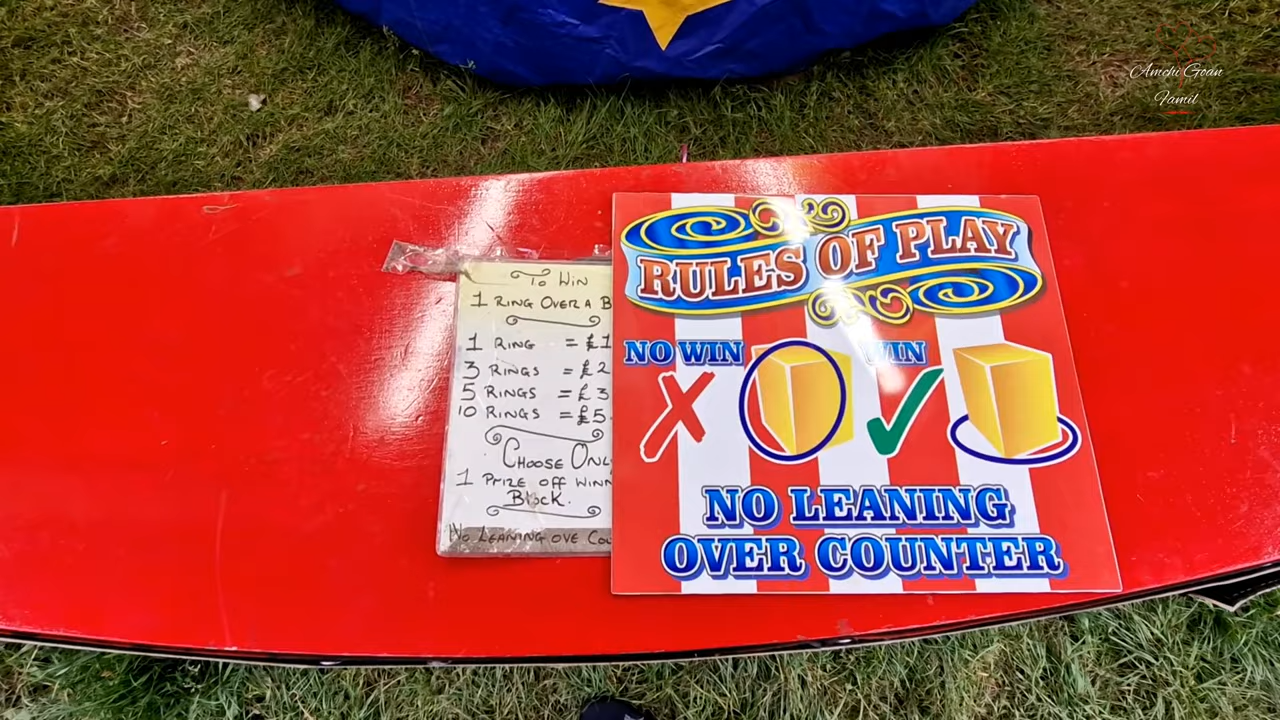 Amchi Goan
Famil
To Win
1 Ring Over a B
1 Ring = £1
3 Rings = £2
5 Rings = £3
10 Rings = £5.
Choose Onl
1 Prize off Winn
Block.
No Leaning ove Cou
RULES OF PLAY
NO WIN
WIN
NO LEANING
OVER COUNTER